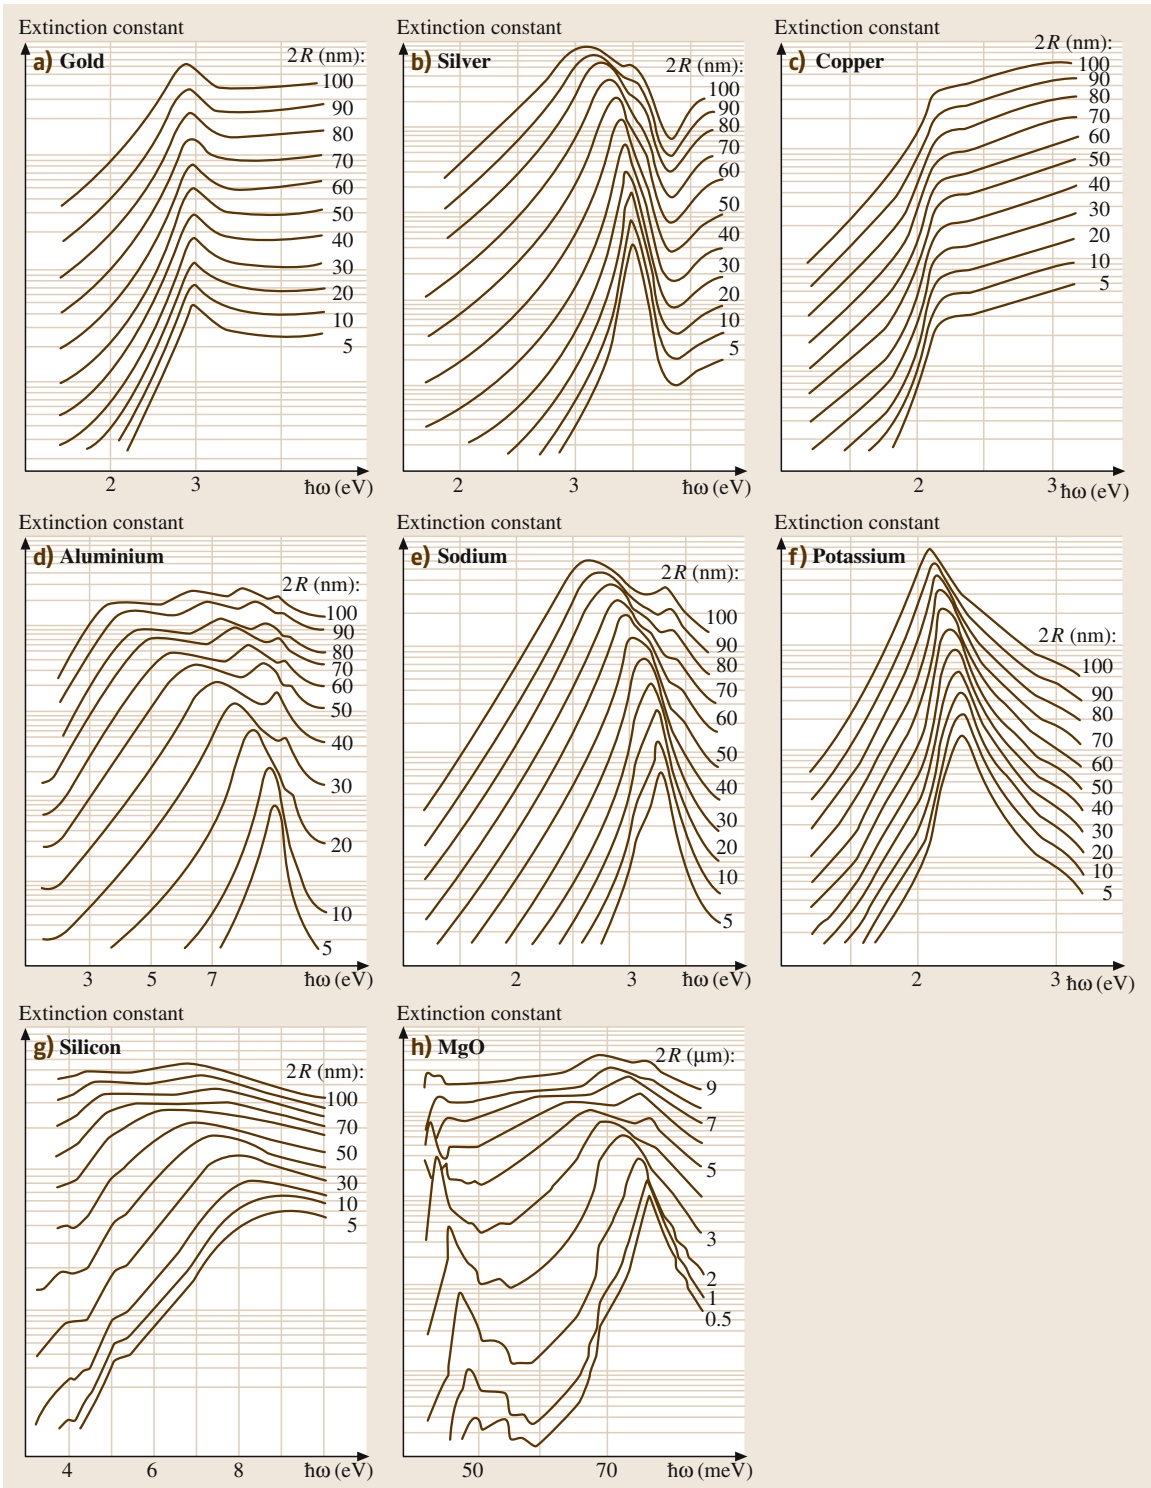 Extinction constant
a) Gold
2R (nm):
100
90
80
70
60
50
40
30
20
10
5
2 3 ħω (eV)
Extinction constant
b) Silver
2R (nm):
100
90
80
70
60
50
40
30
20
10
5
2 3 ħω (eV)
Extinction constant
c) Copper
2R (nm):
100
90
80
70
60
50
40
30
20
10
5
2 3 ħω (eV)
Extinction constant
d) Aluminium
2R (nm):
100
90
80
70
60
50
40
30
20
10
5
3 5 7 ħω (eV)
Extinction constant
e) Sodium
2R (nm):
100
90
80
70
60
50
40
30
20
10
5
2 3 ħω (eV)
Extinction constant
f) Potassium
2R (nm):
100
90
80
70
60
50
40
30
20
10
5
2 3 ħω (eV)
Extinction constant
g) Silicon
2R (nm):
100
70
50
30
10
5
4 6 8 ħω (eV)
Extinction constant
h) MgO
2R (μm):
9
7
5
3
2
1
0.5
50 70 ħω (meV)